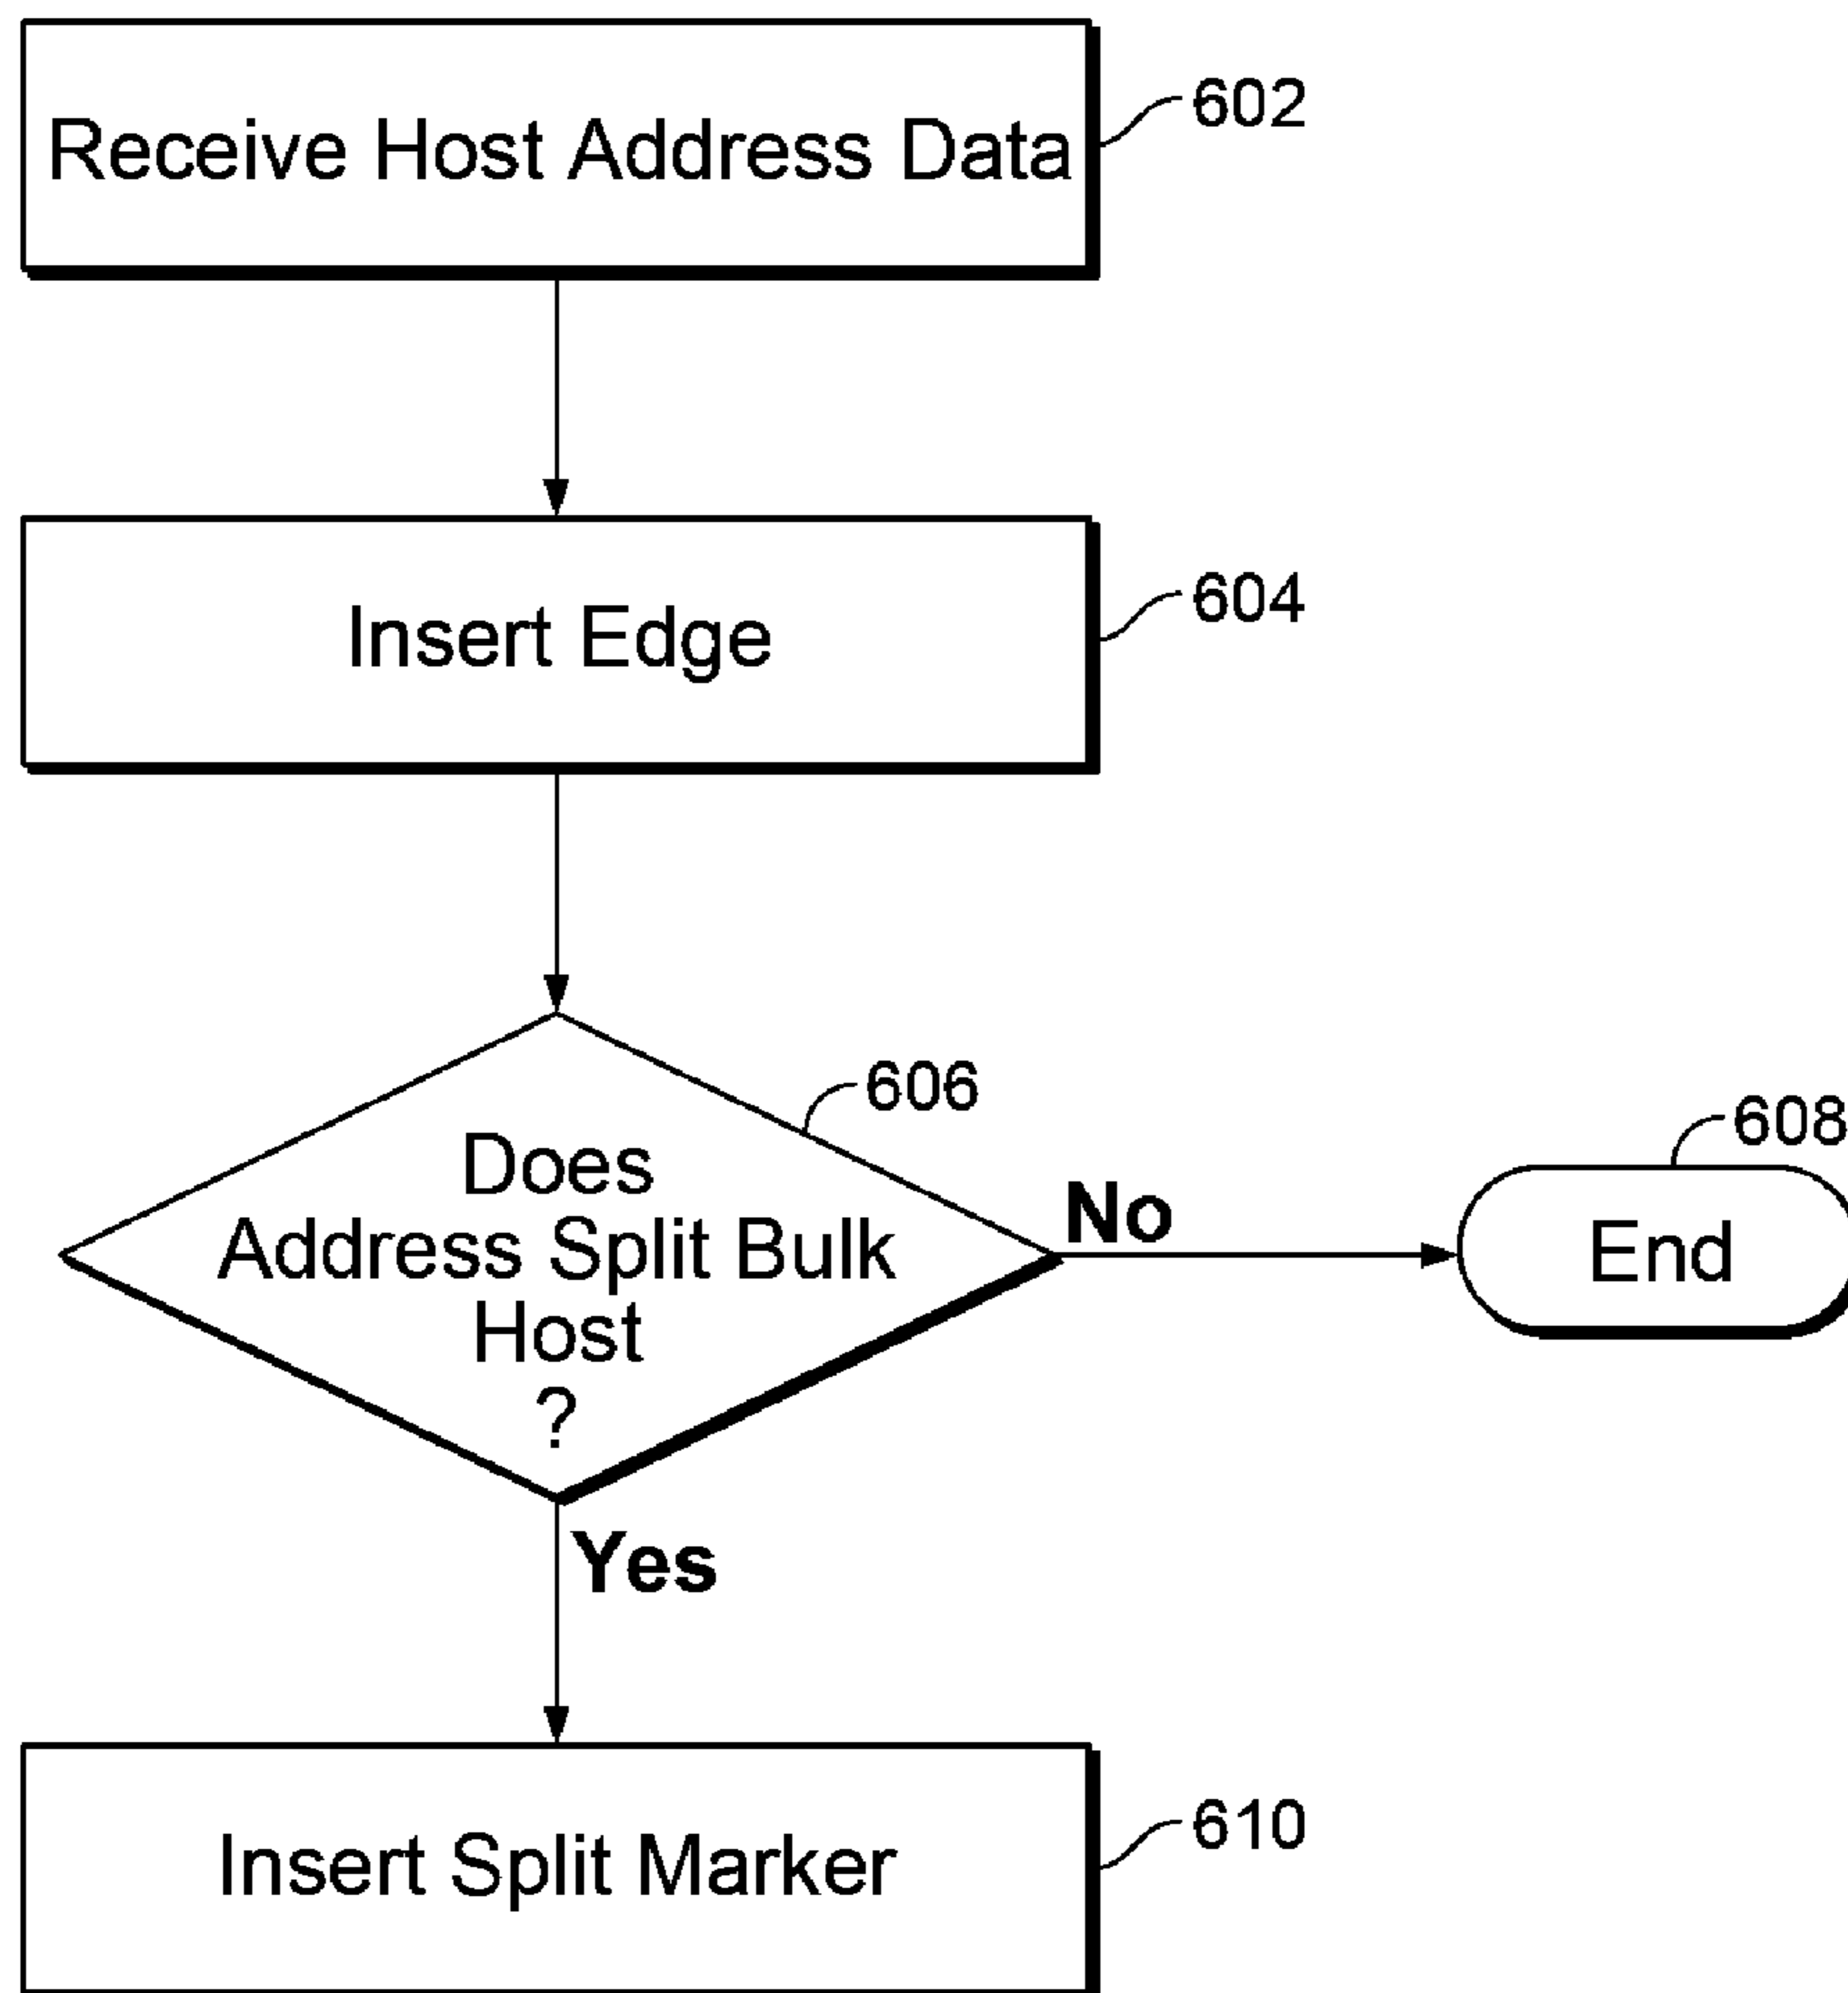 Receive Host Address Data
602
Insert Edge
604
606
Does
Address Split Bulk
Host
?
No
608
End
Yes
Insert Split Marker
610